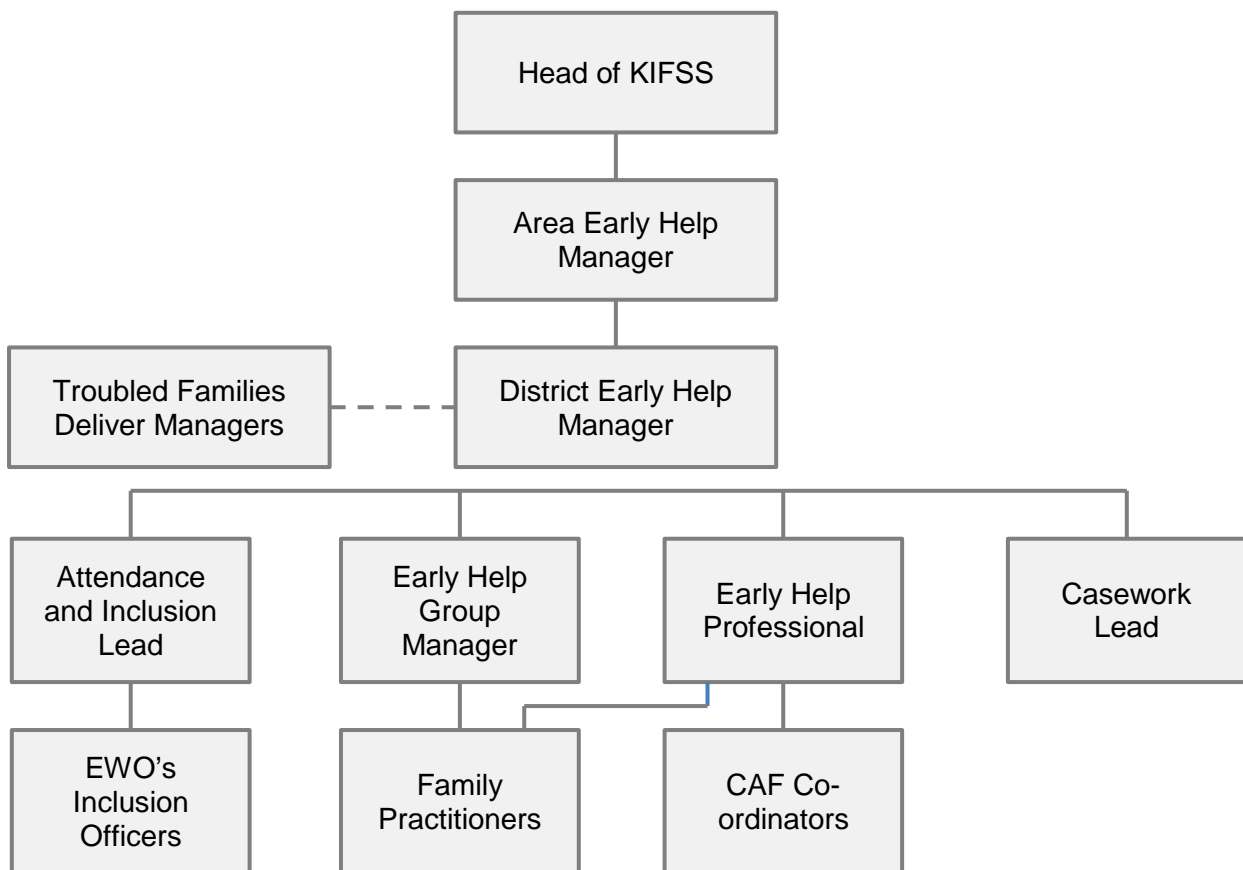 Head of KIFSS
Area Early Help
Manager
Troubled Families
Deliver Managers
District Early Help
Manager
Attendance
and Inclusion
Lead
Early Help
Group
Manager
Early Help
Professional
Casework
Lead
EWO’s
Inclusion
Officers
Family
Practitioners
CAF Co-
ordinators